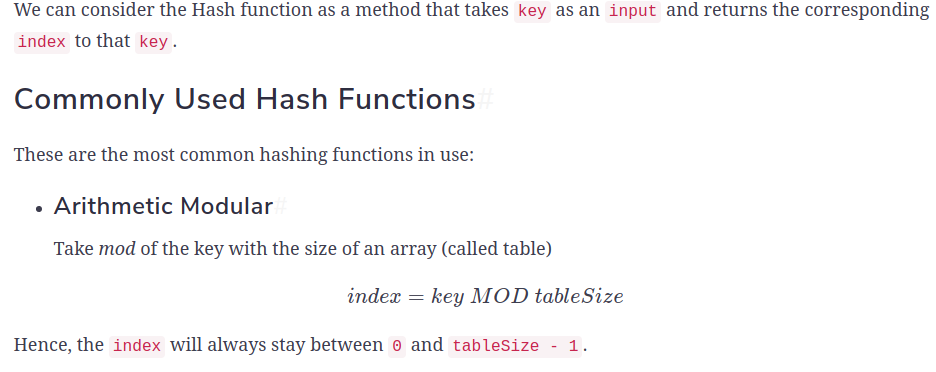 We can consider the Hash function as a method that takes key as an input and returns the corresponding
index to that key.
Commonly Used Hash Functions#
These are the most common hashing functions in use:
• Arithmetic Modular#
Take mod of the key with the size of an array (called table)
index = key MOD tableSize
Hence, the index will always stay between 0 and tableSize - 1.